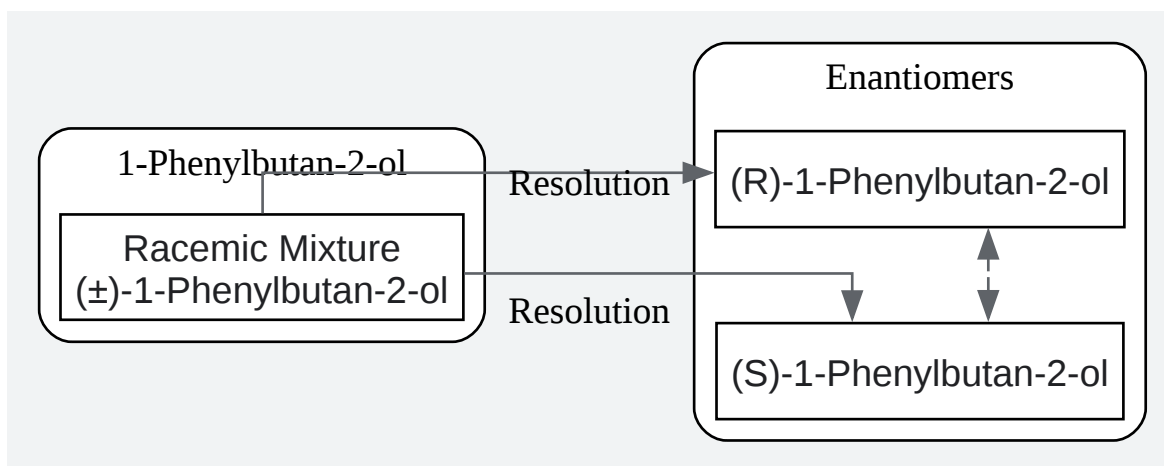 1-Phenylbutan-2-ol
Racemic Mixture
(±)-1-Phenylbutan-2-ol
Resolution
Resolution
Enantiomers
(R)-1-Phenylbutan-2-ol
(S)-1-Phenylbutan-2-ol